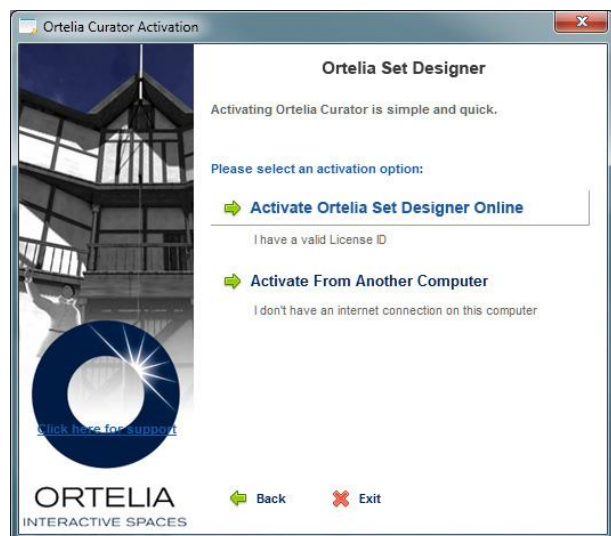 Ortelia Curator Activation
Ortelia Set Designer
Activating Ortelia Curator is simple and quick.
Please select an activation option:
Activate Ortelia Set Designer Online
I have a valid License ID
Activate From Another Computer
I don't have an internet connection on this computer
Click here for support
ORTELIA
INTERACTIVE SPACES
Back
Exit